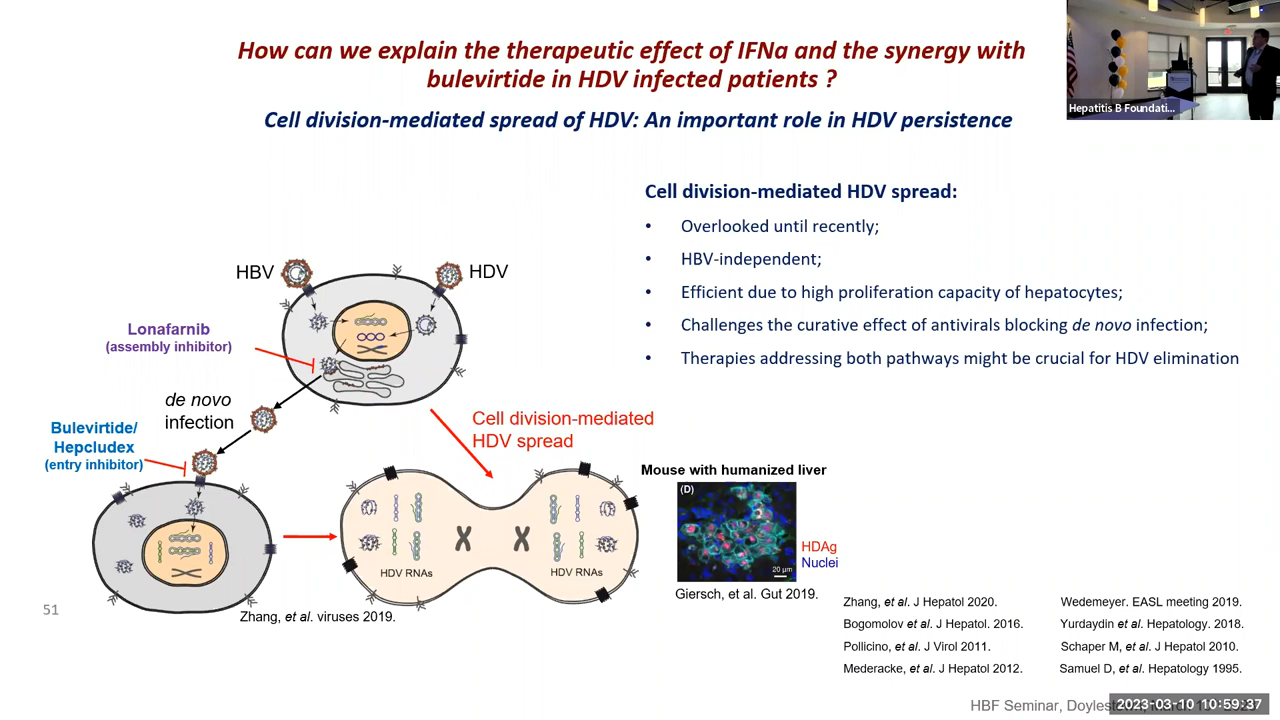 How can we explain the therapeutic effect of IFNa and the synergy with
bulevirtide in HDV infected patients ?
Cell division-mediated spread of HDV: An important role in HDV persistence
Hepatitis B Foundati...
Cell division-mediated HDV spread:
• Overlooked until recently;
• HBV-independent;
• Efficient due to high proliferation capacity of hepatocytes;
• Challenges the curative effect of antivirals blocking de novo infection;
• Therapies addressing both pathways might be crucial for HDV elimination
HBV
HDV
Lonafarnib
(assembly inhibitor)
de novo
infection
Bulevirtide/
Hepcludex
(entry inhibitor)
Cell division-mediated
HDV spread
HDV RNAs
HDV RNAs
Zhang, et al. viruses 2019.
Mouse with humanized liver
(D)
20 µm
HDAg
Nuclei
Giersch, et al. Gut 2019.
Zhang, et al. J Hepatol 2020.
Bogomolov et al. J Hepatol. 2016.
Pollicino, et al. J Virol 2011.
Mederacke, et al. J Hepatol 2012.
Wedemeyer. EASL meeting 2019.
Yurdaydin et al. Hepatology. 2018.
Schaper M, et al. J Hepatol 2010.
Samuel D, et al. Hepatology 1995.
51
HBF Seminar, Doylest
2023-03-10 10:59:37